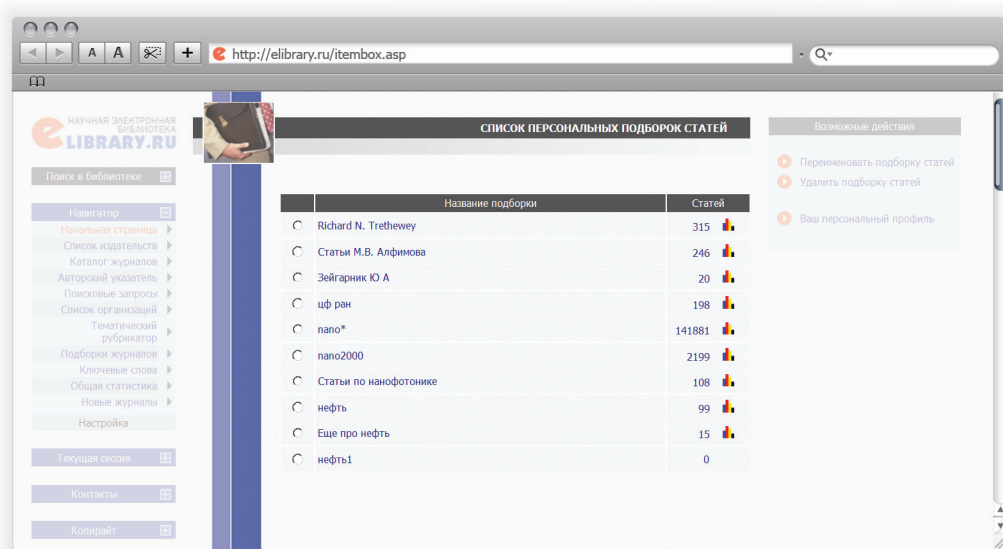 A A + http://elibrary.ru/itembox.asp
НАУЧНАЯ ЭЛЕКТРОННАЯ
БИБЛИОТЕКА
LIBRARY.RU
Поиск в библиотеке
Навигатор
Начальная страница
Список издательств
Каталог журналов
Авторский указатель
Поисковые запросы
Список организаций
Тематический
рубрикатор
Подборки журналов
Ключевые слова
Общая статистика
Новые журналы
Настройка
Текущая сессия
Контакты
Копирайт
СПИСОК ПЕРСОНАЛЬНЫХ ПОДБОРОК СТАТЕЙ
Название подборки Статей
Richard N. Trethewey 315
Статьи М.В. Алфимова 246
Зейгарник Ю А 20
цф ран 198
nano* 141881
nano2000 2199
Статьи по нанофотонике 108
нефть 99
Еще про нефть 15
нефть1 0
Возможные действия
Переименовать подборку статей
Удалить подборку статей
Ваш персональный профиль